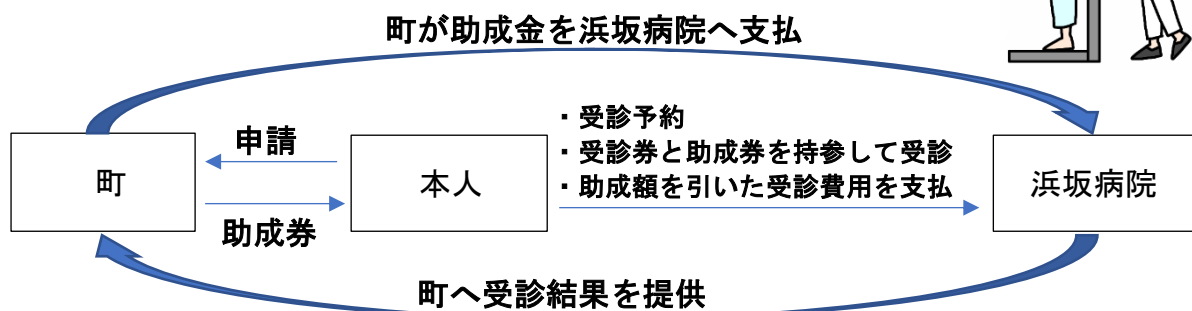 町が助成金を浜坂病院へ支払
申請
・受診予約
・受診券と助成券を持参して受診
・助成額を引いた受診費用を支払
町
本人
浜坂病院
助成券
町へ受診結果を提供